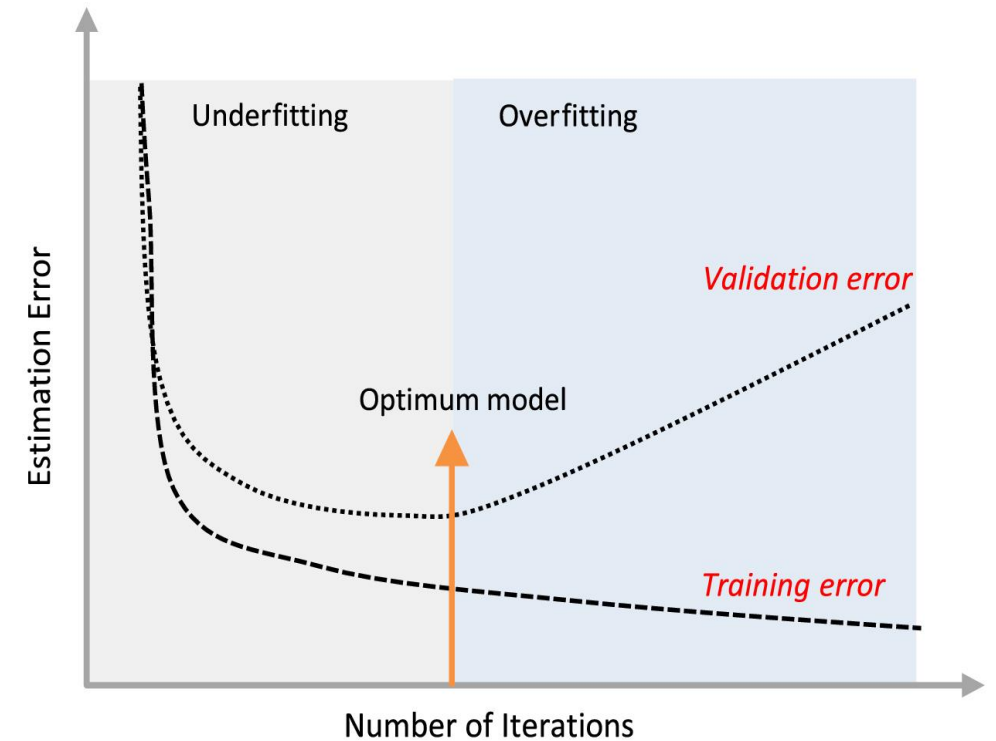 Underfitting
Overfitting
Validation error
Estimation Error
Optimum model
Training error
Number of Iterations